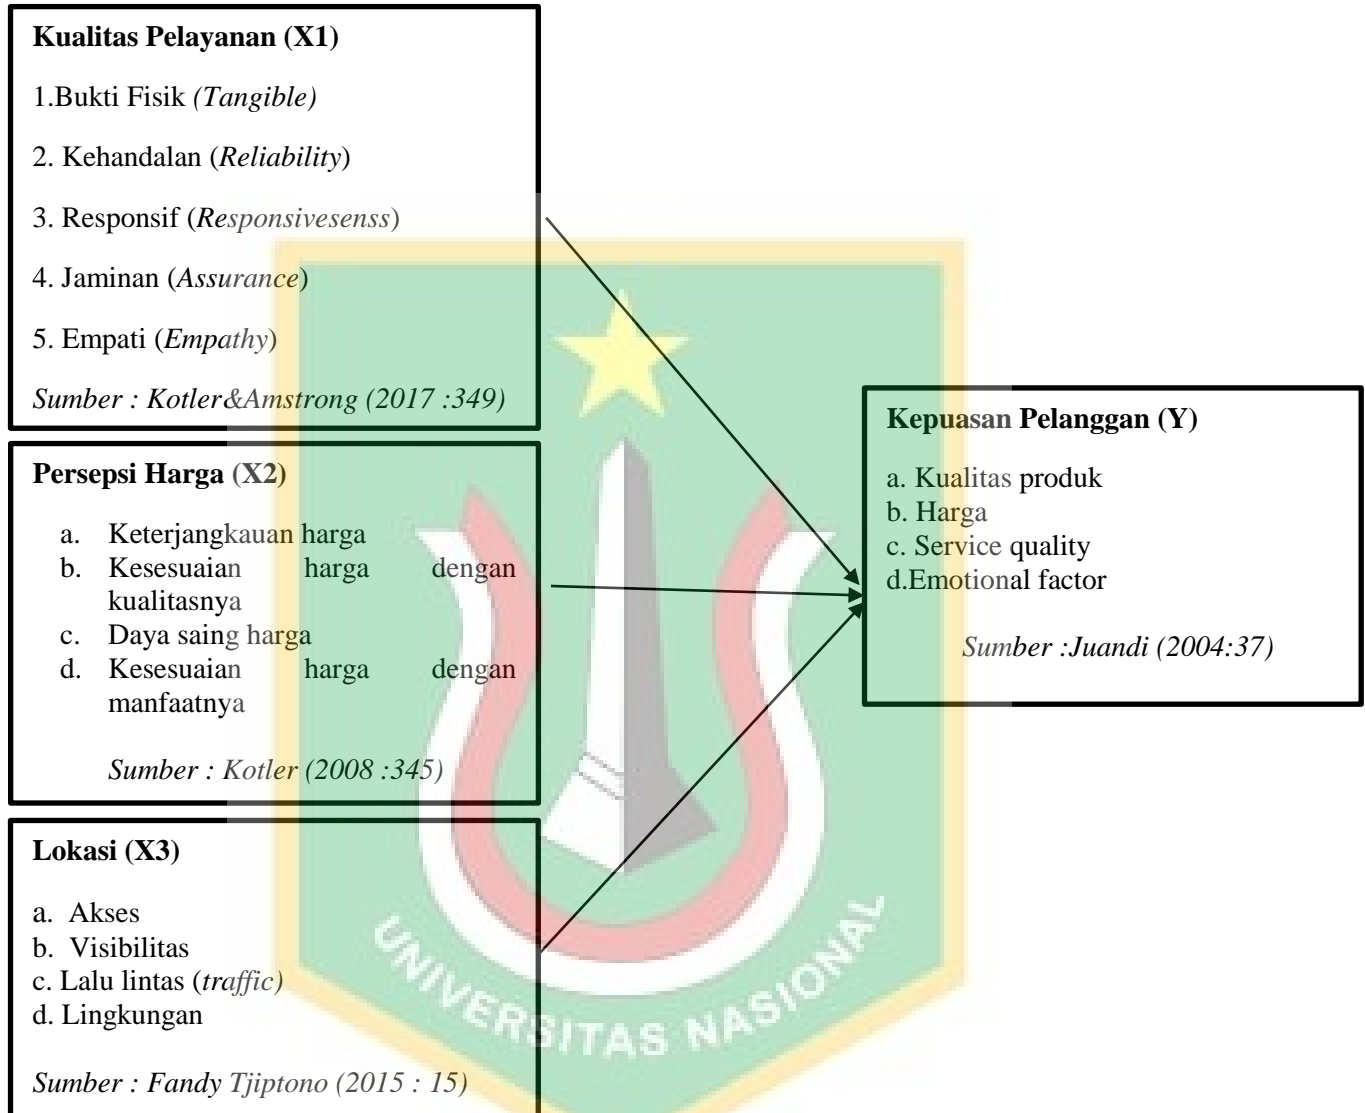 Kualitas Pelayanan (X1)
1.Bukti Fisik (Tangible)
2. Kehandalan (Reliability)
3. Responsif (Responsivesenss)
4. Jaminan (Assurance)
5. Empati (Empathy)
Sumber : Kotler&Amstrong (2017 :349)
Persepsi Harga (X2)
a. Keterjangkauan harga
b. Kesesuaian harga dengan
kualitasnya
c. Daya saing harga
d. Kesesuaian harga dengan
manfaatnya
Sumber : Kotler (2008 :345)
Lokasi (X3)
a. Akses
b. Visibilitas
c. Lalu lintas (traffic)
d. Lingkungan
Sumber : Fandy Tjiptono (2015 : 15)
Kepuasan Pelanggan (Y)
a. Kualitas produk
b. Harga
c. Service quality
d.Emotional factor
Sumber :Juandi (2004:37)
UNIVERSITAS NASIONAL